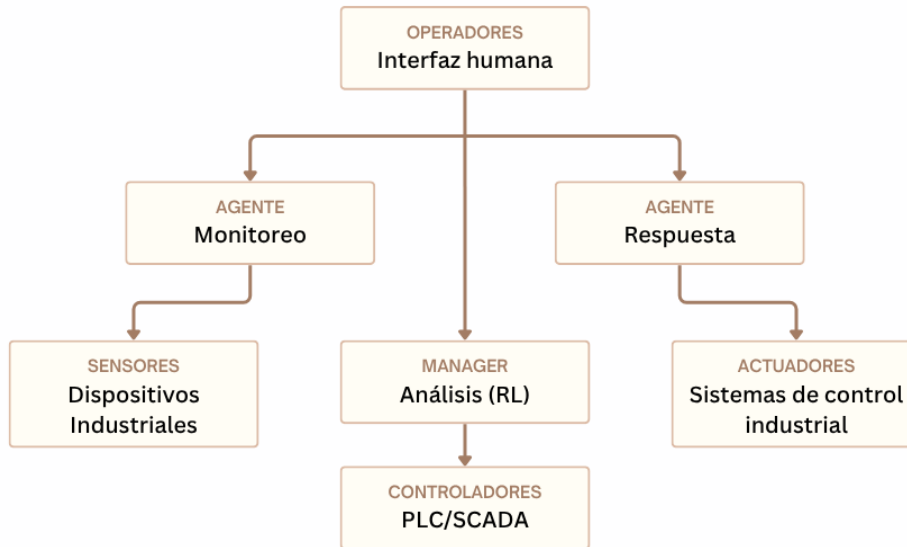 OPERADORES
Interfaz humana
AGENTE
Monitoreo
AGENTE
Respuesta
SENSORES
Dispositivos
Industriales
MANAGER
Análisis (RL)
ACTUADORES
Sistemas de control
industrial
CONTROLADORES
PLC/SCADA